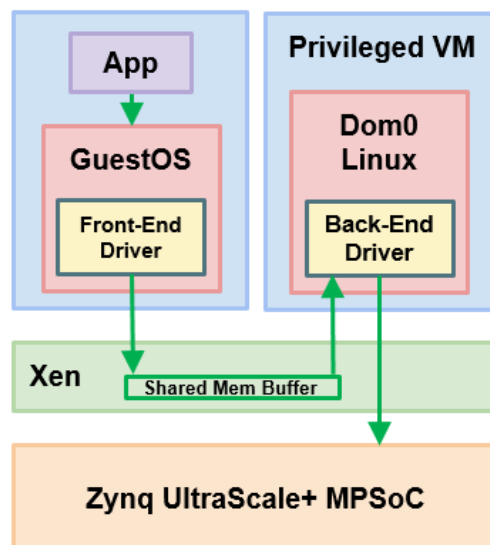 App
GuestOS
Front-End
Driver
Privileged VM
Dom0
Linux
Back-End
Driver
Xen
Shared Mem Buffer
Zynq UltraScale+ MPSoC